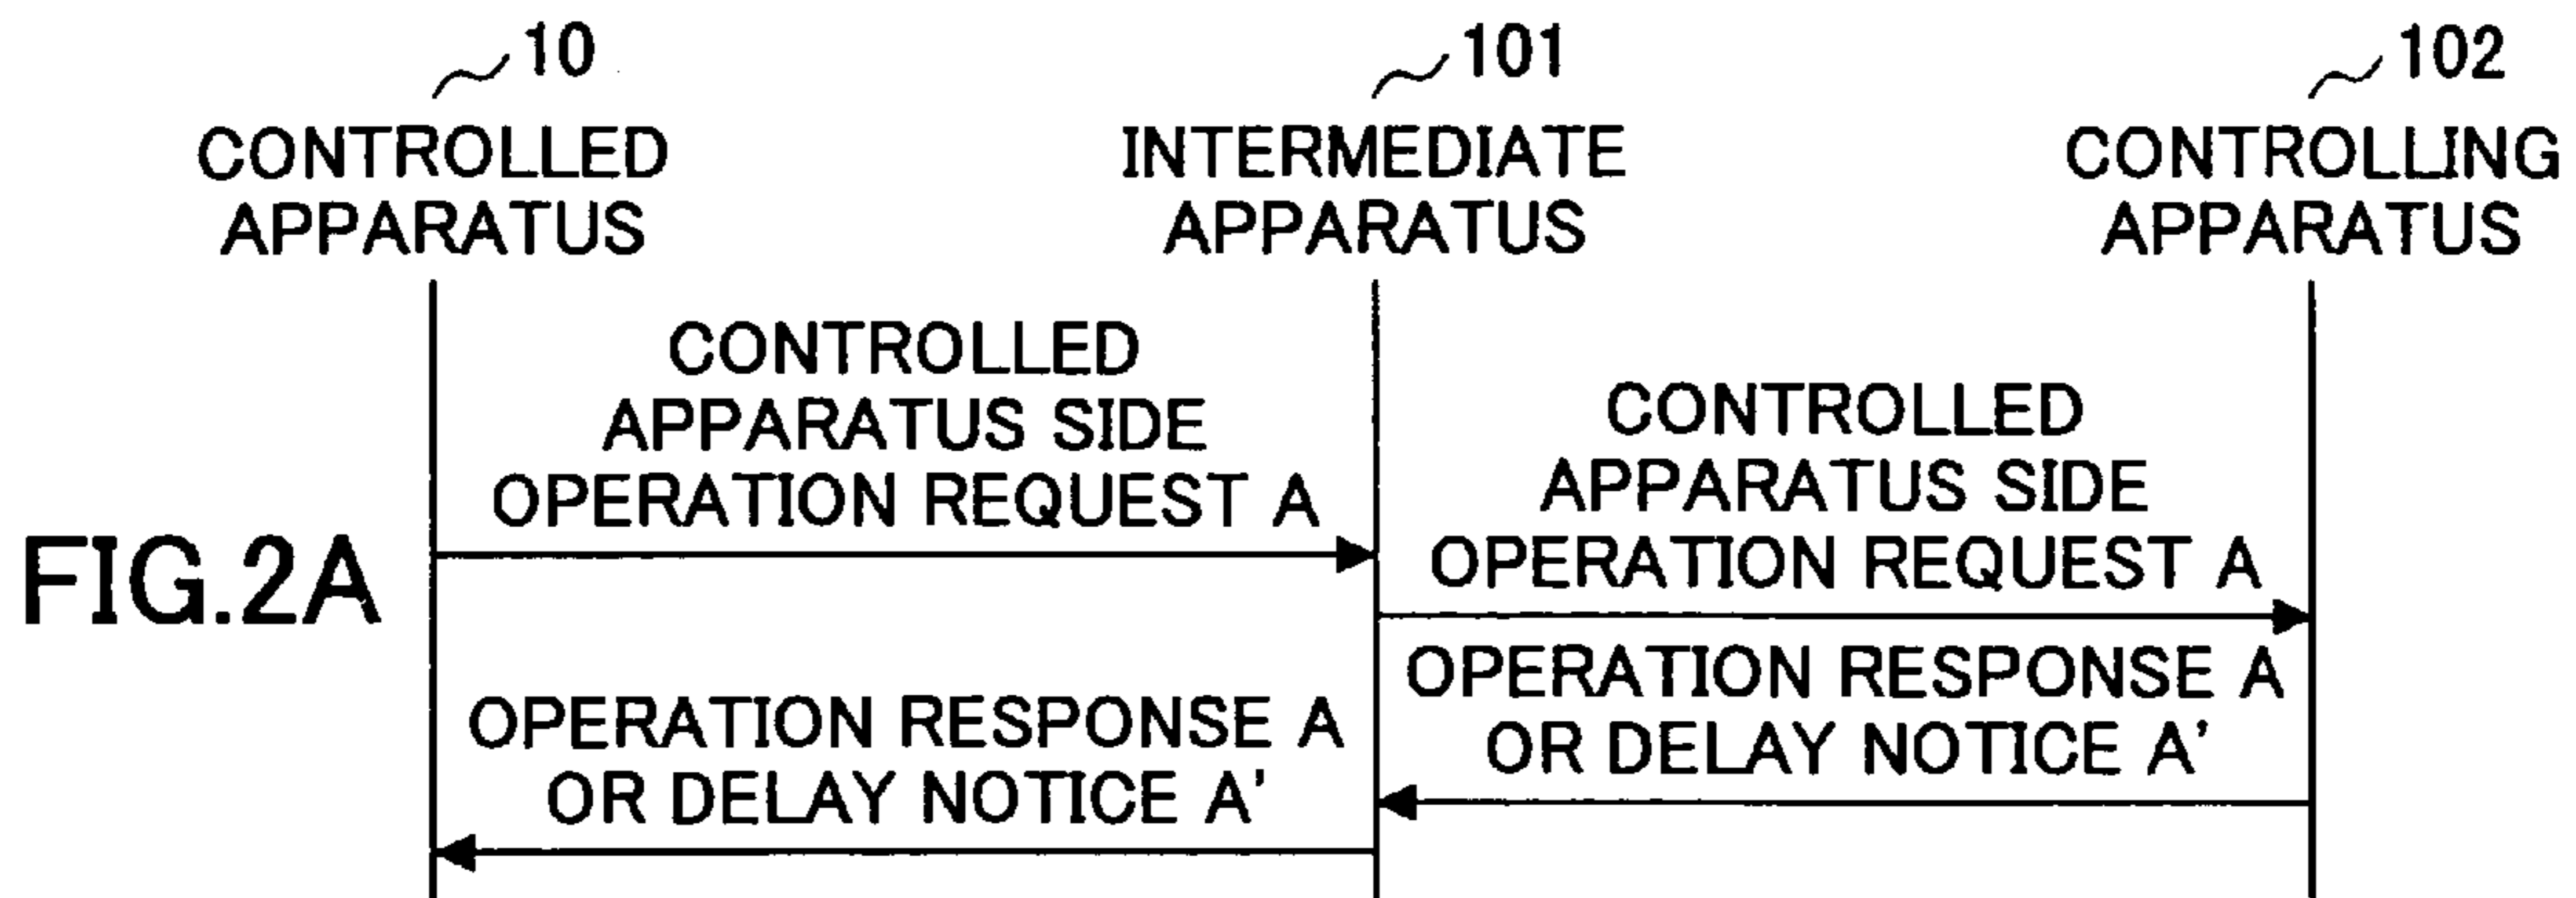 10
101
102
CONTROLLED
APPARATUS
INTERMEDIATE
APPARATUS
CONTROLLING
APPARATUS
CONTROLLED
APPARATUS SIDE
OPERATION REQUEST A
CONTROLLED
APPARATUS SIDE
OPERATION REQUEST A
FIG.2A
OPERATION RESPONSE A
OR DELAY NOTICE A'
OPERATION RESPONSE A
OR DELAY NOTICE A'